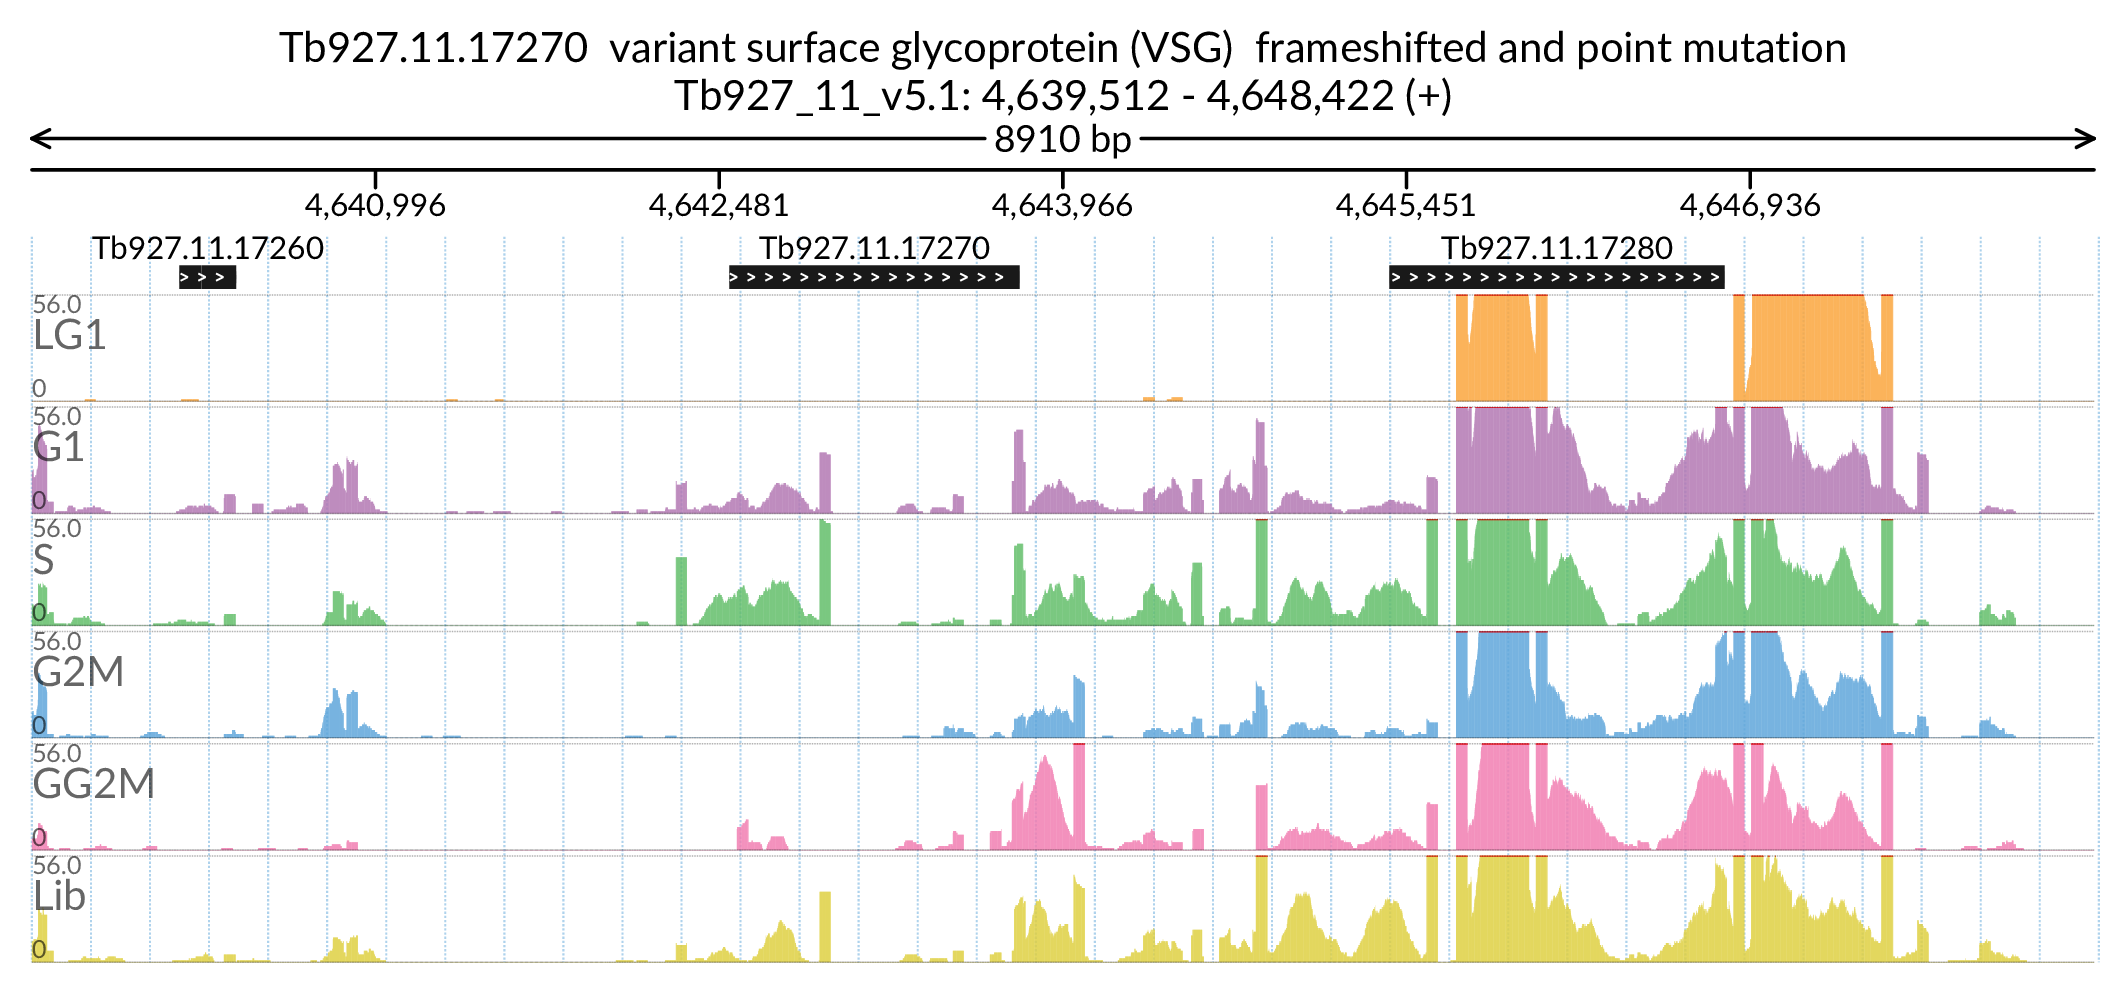 Tb927.11.17270 variant surface glycoprotein (VSG) frameshifted and point mutation
Tb927_11_v5.1: 4,639,512 - 4,648,422 (+)
8910 bp
4,640,996 4,642,481 4,643,966 4,645,451 4,646,936
Tb927.11.17260 Tb927.11.17270 Tb927.11.17280
56.0
LG1
0
56.0
G1
0
56.0
S
0
56.0
G2M
0
56.0
GG2M
0
56.0
Lib
0